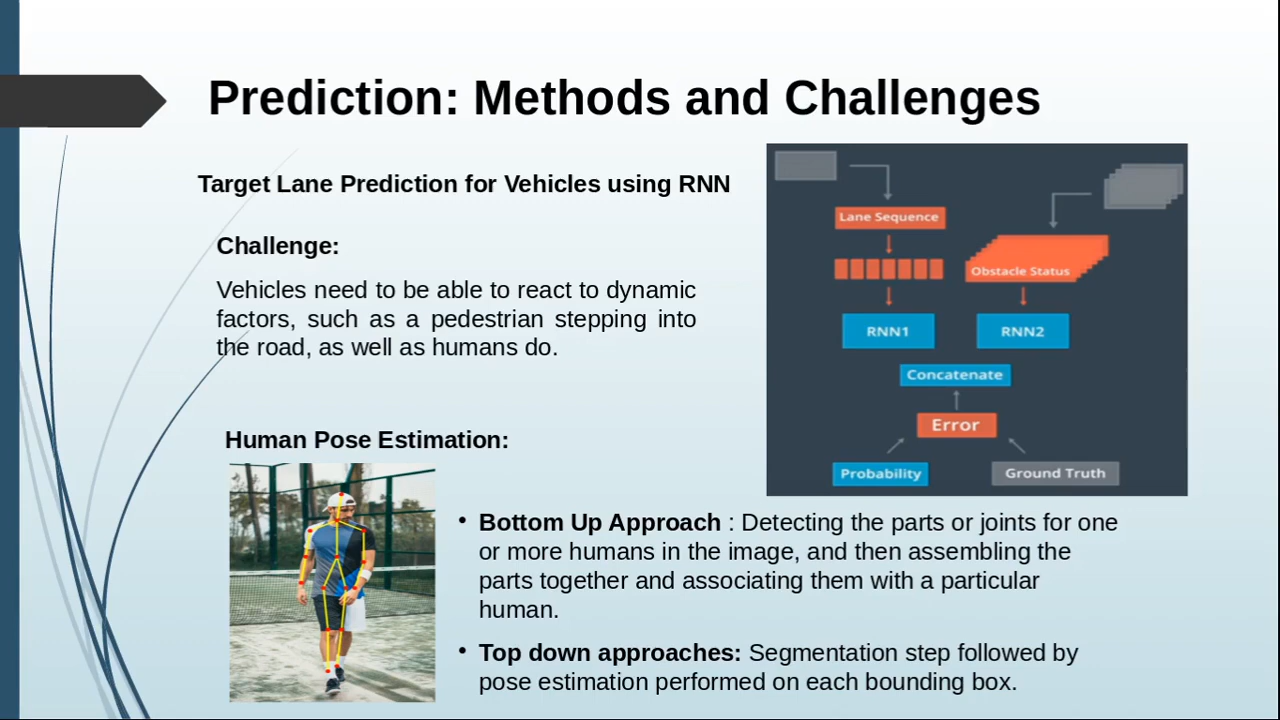 Prediction: Methods and Challenges
Target Lane Prediction for Vehicles using RNN
Challenge:
Vehicles need to be able to react to dynamic
factors, such as a pedestrian stepping into
the road, as well as humans do.
Lane Sequence
Obstacle Status
RNN1
RNN2
Concatenate
Error
Probability
Ground Truth
Human Pose Estimation:
• Bottom Up Approach : Detecting the parts or joints for one
or more humans in the image, and then assembling the
parts together and associating them with a particular
human.
• Top down approaches: Segmentation step followed by
pose estimation performed on each bounding box.